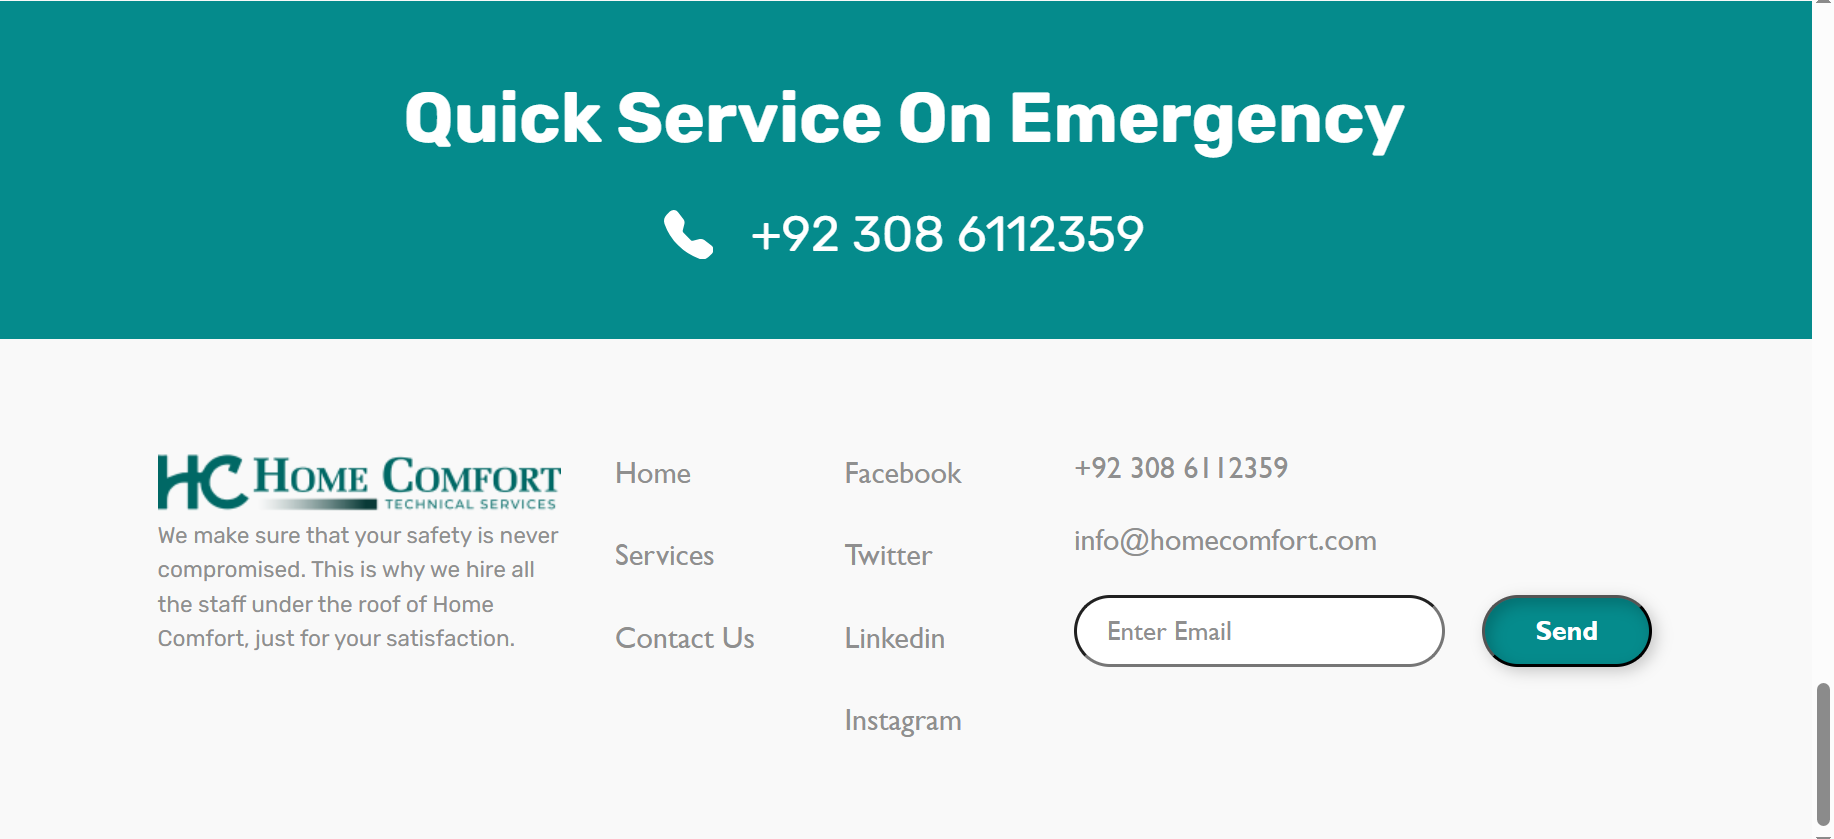 Quick Service On Emergency
+92 308 6112359
HC HOME COMFORT
TECHNICAL SERVICES
We make sure that your safety is never
compromised. This is why we hire all
the staff under the roof of Home
Comfort, just for your satisfaction.
Home
Services
Contact Us
Facebook
Twitter
Linkedin
Instagram
+92 308 6112359
info@homecomfort.com
Enter Email
Send